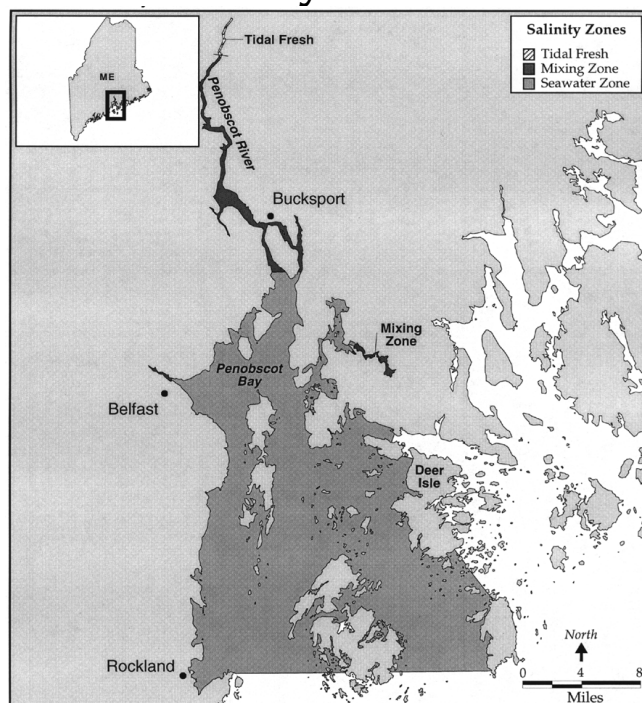 ME
Tidal Fresh
Salinity Zones
Tidal Fresh
Mixing Zone
Seawater Zone
Penobscot River
Bucksport
Mixing
Zone
Penobscot
Bay
Belfast
Deer
Isle
Rockland
North
0 4 8
Miles